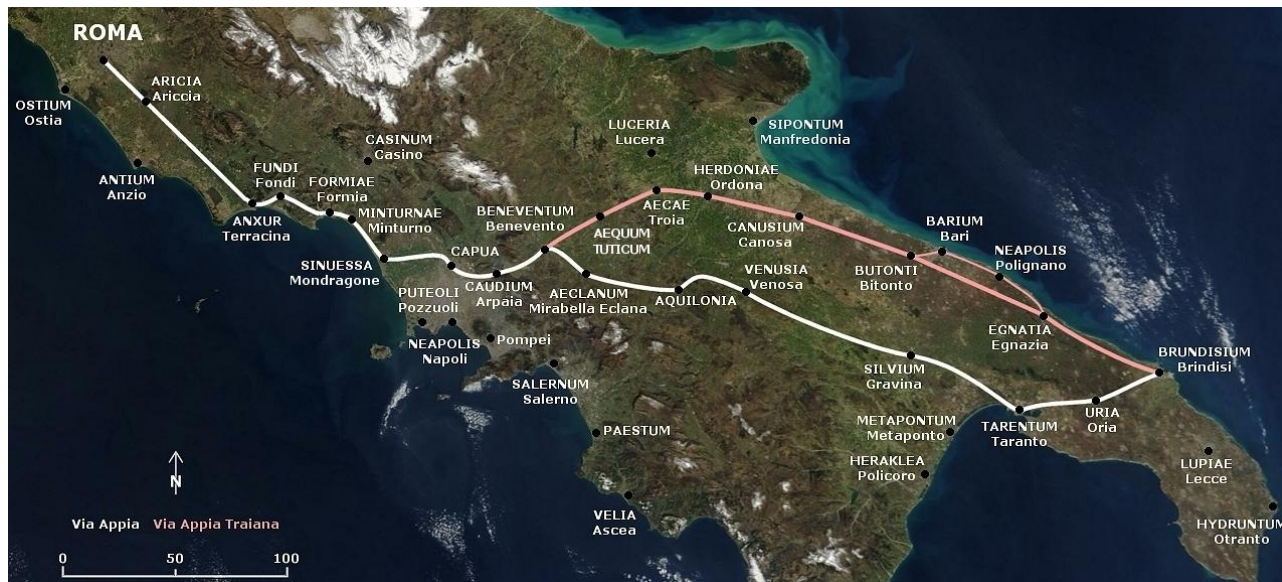 ROMA
ARICIA
Ariccia
OSTIUM
Ostia
ANTIUM
Anzio
CASINUM
Casino
FUNDI
Fondi
FORMIAE
Formia
ANXUR
Terracina
MINTURNAE
Minturno
SINUESSA
Mondragone
CAPUA
CAUDIUM
Arpaia
PUTEOLI
Pozzuoli
NEAPOLIS
Napoli
Pompei
SALERNUM
Salerno
PAESTUM
VELIA
Ascea
BENEVENTUM
Benevento
AEQUUM
TUTICUM
LUCERIA
Lucera
SIPONTUM
Manfredonia
AECAE
Troia
HERDONIAE
Ordona
CANUSIUM
Canosa
BUTONTI
Bitonto
BARIUM
Bari
NEAPOLIS
Polignano
AECLANUM
Mirabella Eclana
AQUILONIA
VENUSIA
Venosa
SILVIUM
Gravina
EGNATIA
Egnazia
BRUNDISIUM
Brindisi
METAPONTUM
Metaponto
HERAKLEA
Policoro
TARENTUM
Taranto
URIA
Oria
LUPIAE
Lecce
HYDRUNTUM
Otranto
N
Via Appia Via Appia Traiana
0 50 100